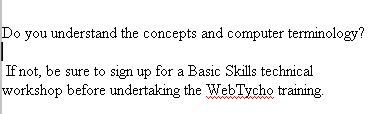 Do you understand the concepts and computer terminology?
If not, be sure to sign up for a Basic Skills technical
workshop before undertaking the WebTycho training.